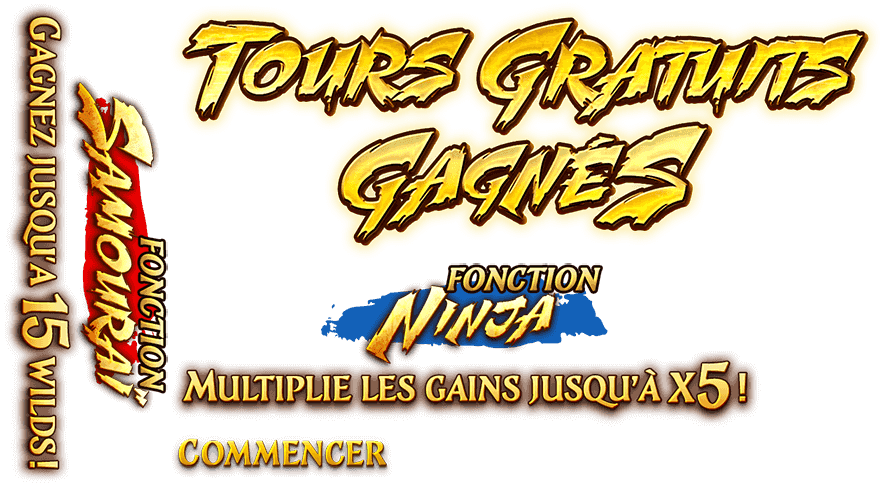 Tours Gratuits
Gagnés
Fonction
Ninja
Multiplie les gains jusqu'à x5 !
Commencer
Fonction
Samouraï
Gagnez jusqu'à 15 wilds !